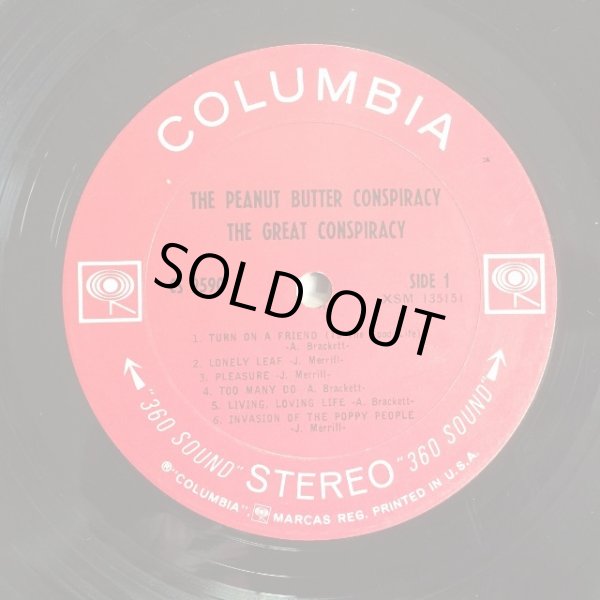 COLUMBIA
THE PEANUT BUTTER CONSPIRACY
THE GREAT CONSPIRACY
SIDE 1
XSM 135151
SOLD OUT
1. TURN ON A FRIEND
-A. Brackett-
2. LONELY LEAF -J. Merrill-
3. PLEASURE -J. Merrill-
4. TOO MANY DO -A. Brackett-
5. LIVING, LOVING LIFE -A. Brackett-
6. INVASION OF THE POPPY PEOPLE
-J. Merrill-
"360 SOUND" STEREO "360 SOUND"
®"COLUMBIA", MARCAS REG. PRINTED IN U.S.A.